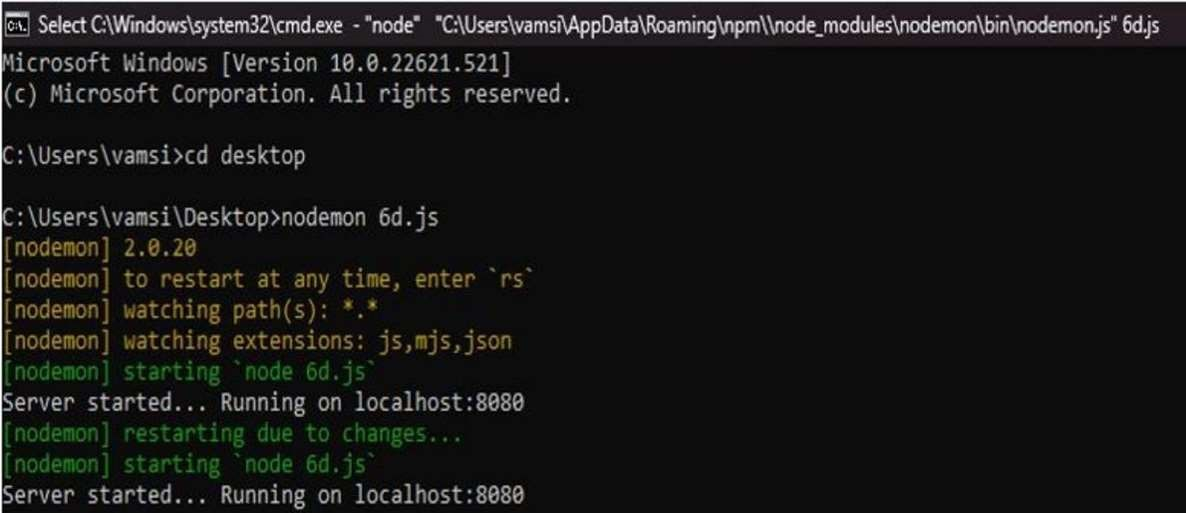 Select C:\Windows\system32\cmd.exe - "node" "C:\Users\vamsi\AppData\Roaming\npm\\node_modules\nodemon\bin\nodemon.js" 6d.js
Microsoft Windows [Version 10.0.22621.521]
(c) Microsoft Corporation. All rights reserved.
C:\Users\vamsi>cd desktop
C:\Users\vamsi\Desktop>nodemon 6d.js
[nodemon] 2.0.20
[nodemon] to restart at any time, enter `rs`
[nodemon] watching path(s): *.*
[nodemon] watching extensions: js,mjs,json
[nodemon] starting `node 6d.js`
Server started... Running on localhost:8080
[nodemon] restarting due to changes...
[nodemon] starting `node 6d.js`
Server started... Running on localhost:8080